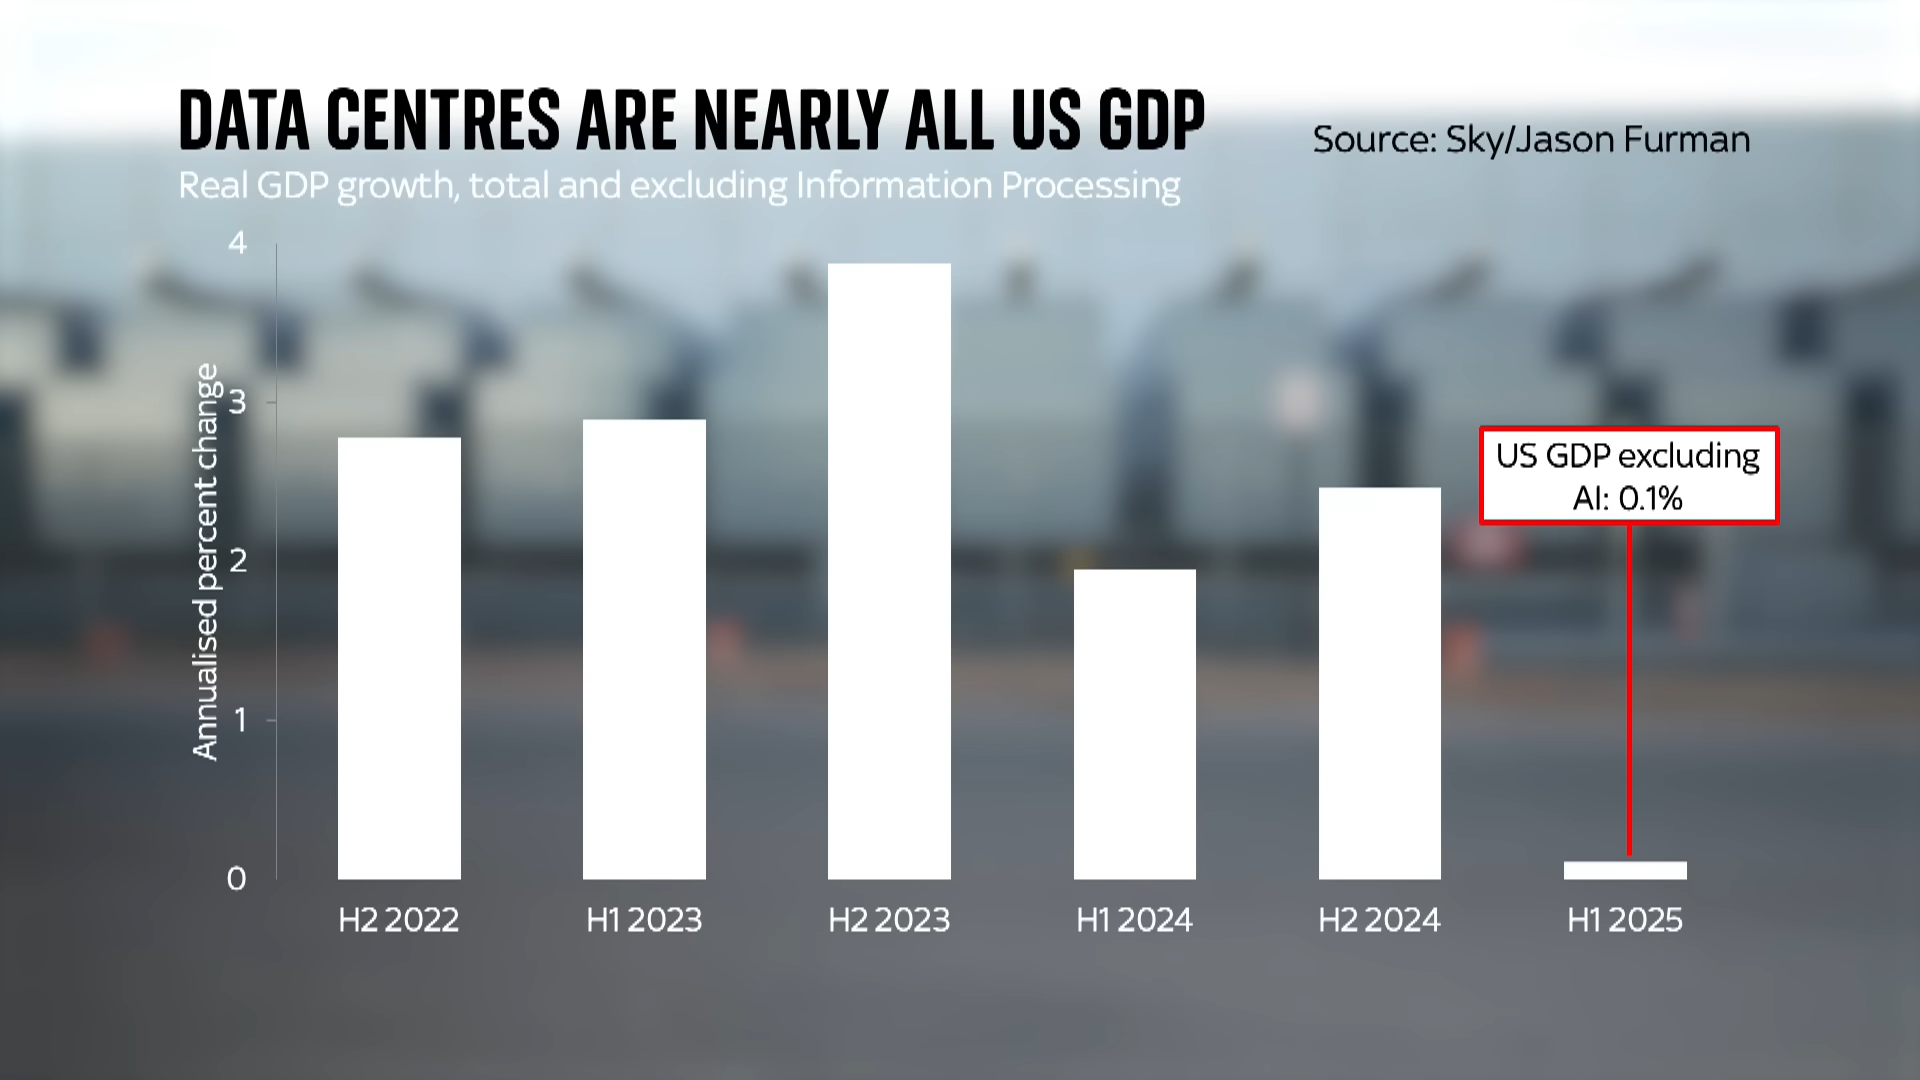 DATA CENTRES ARE NEARLY ALL US GDP
Source: Sky/Jason Furman
Real GDP growth, total and excluding Information Processing
Annualised percent change
4
3
2
1
0
US GDP excluding
AI: 0.1%
H2 2022
H1 2023
H2 2023
H1 2024
H2 2024
H1 2025